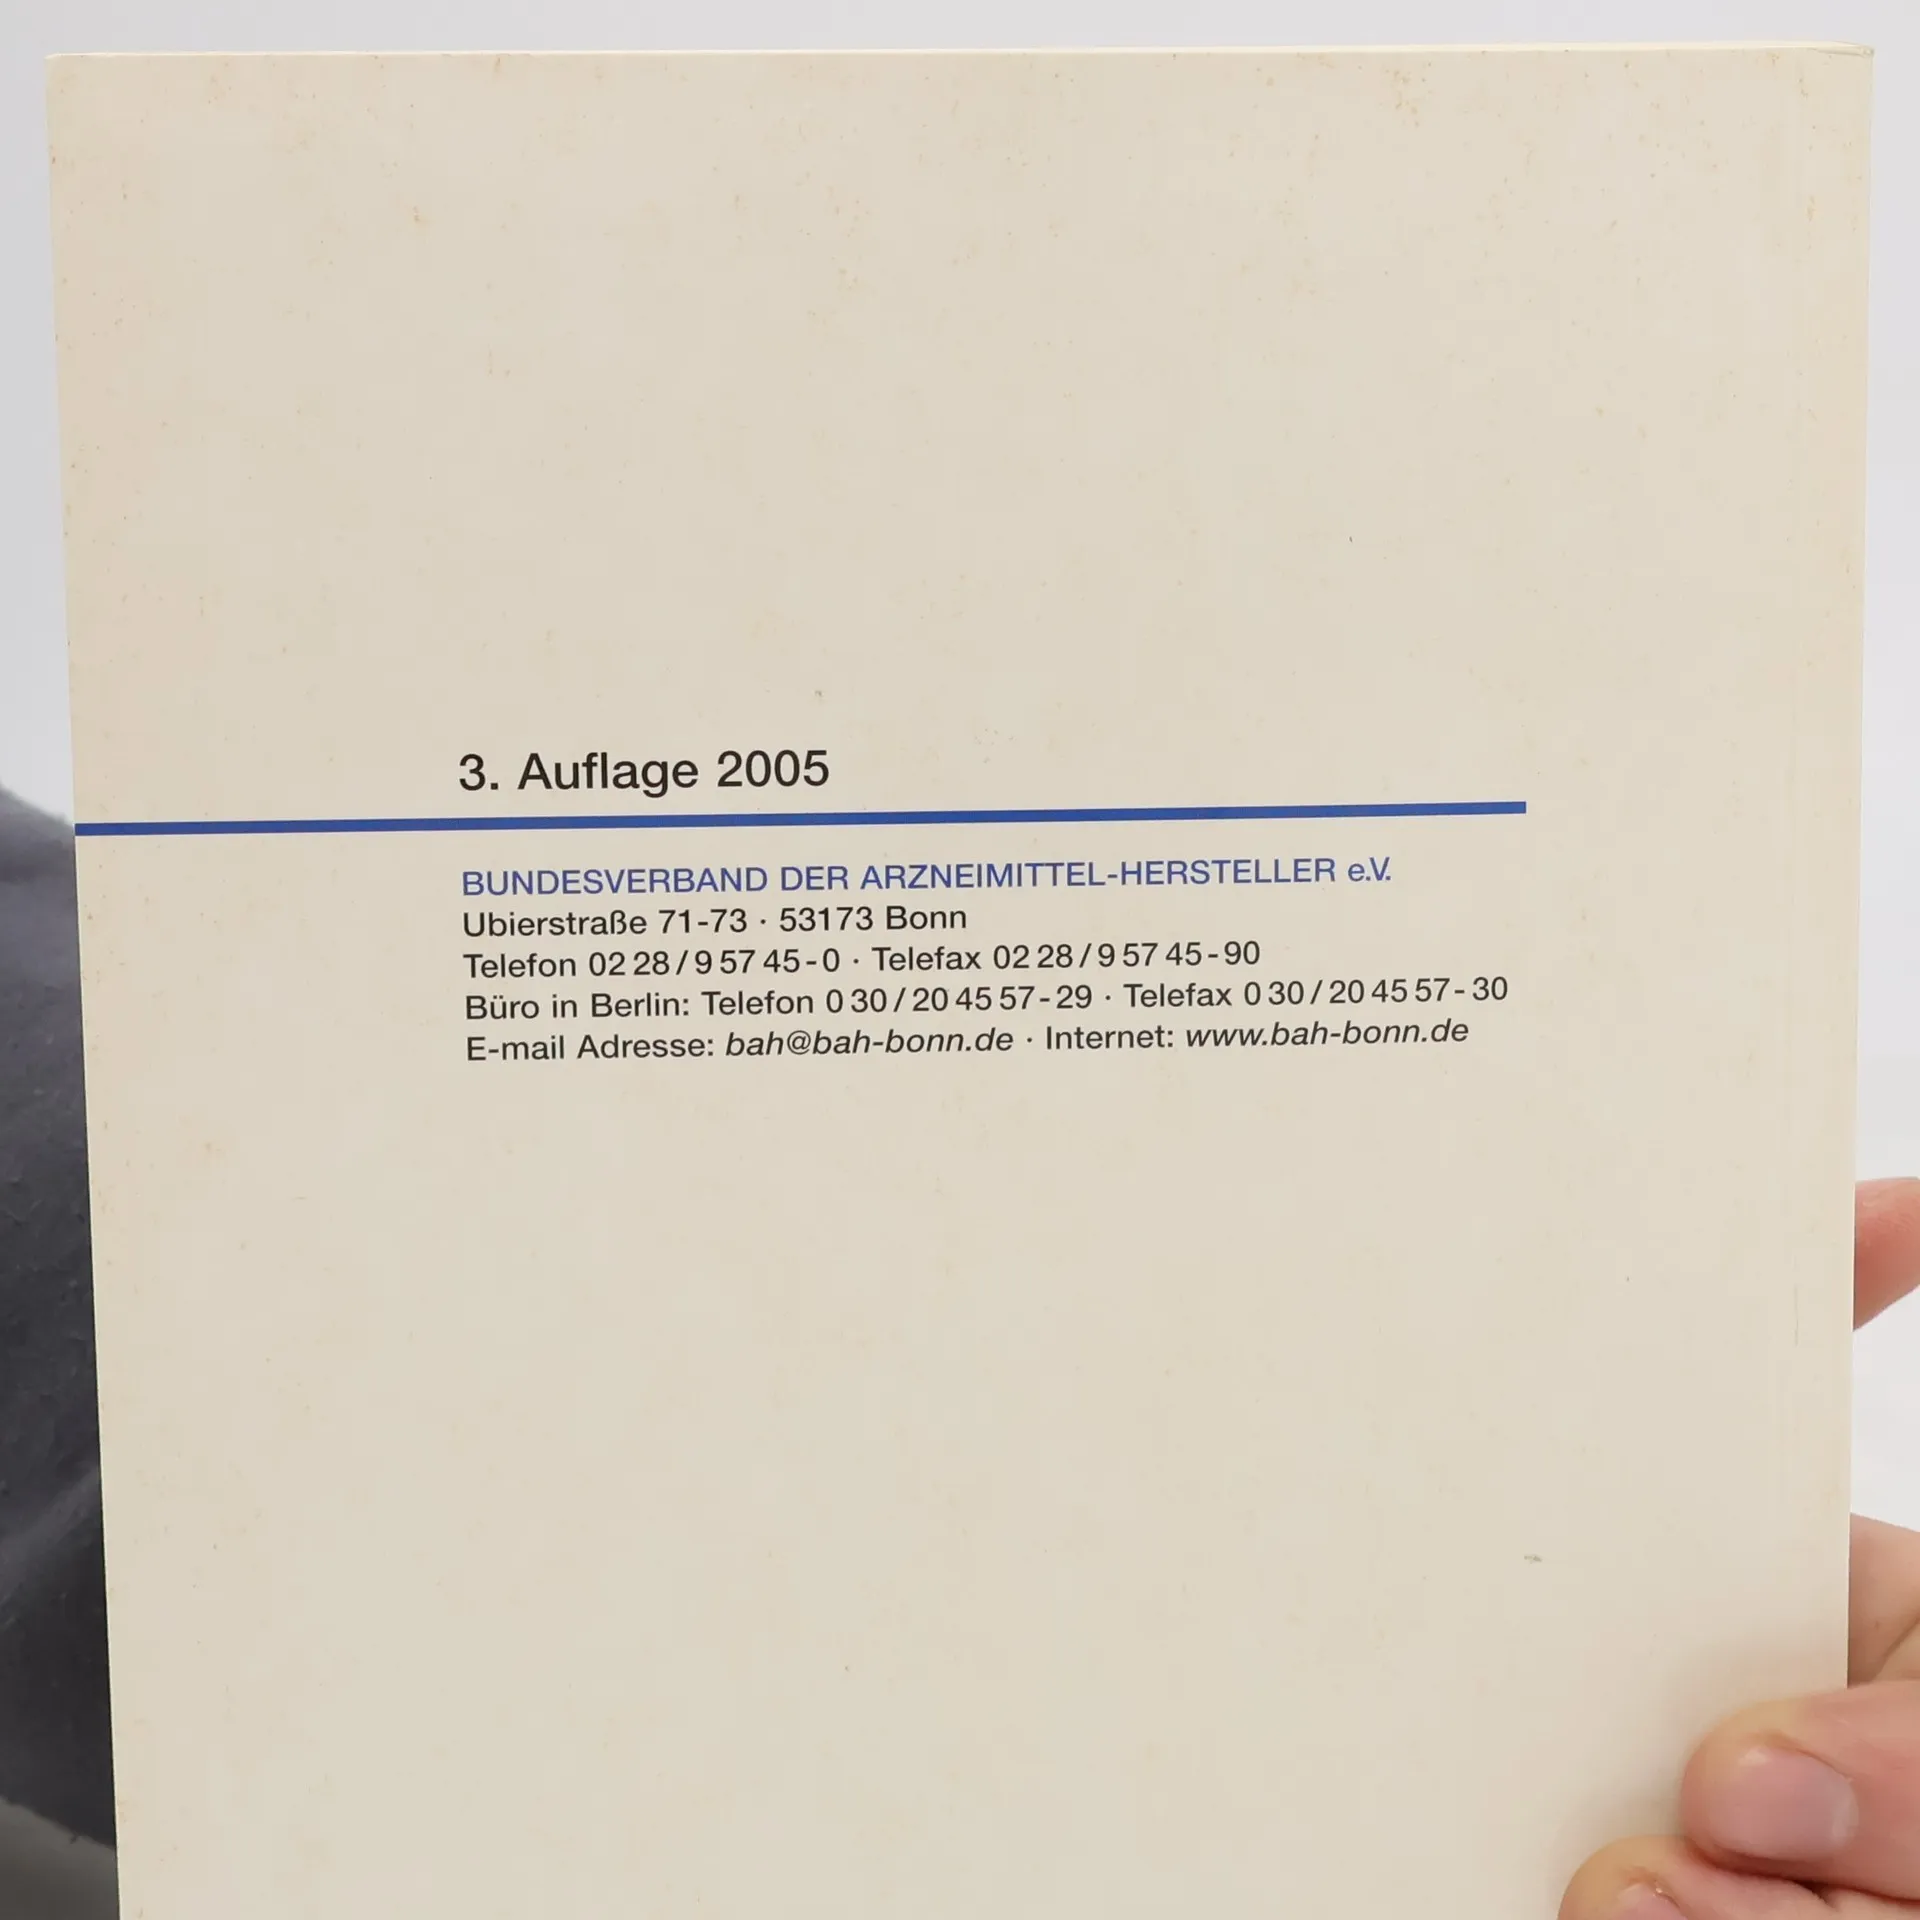 3. Auflage 2005
BUNDESVERBAND DER ARZNEIMITTEL-HERSTELLER e.V.
Ubierstraße 71-73 · 53173 Bonn
Telefon 02 28 / 9 57 45 - 0 · Telefax 02 28 / 9 57 45 - 90
Büro in Berlin: Telefon 0 30 / 20 45 57 - 29 · Telefax 0 30 / 20 45 57 - 30
E-mail Adresse: bah@bah-bonn.de · Internet: www.bah-bonn.de